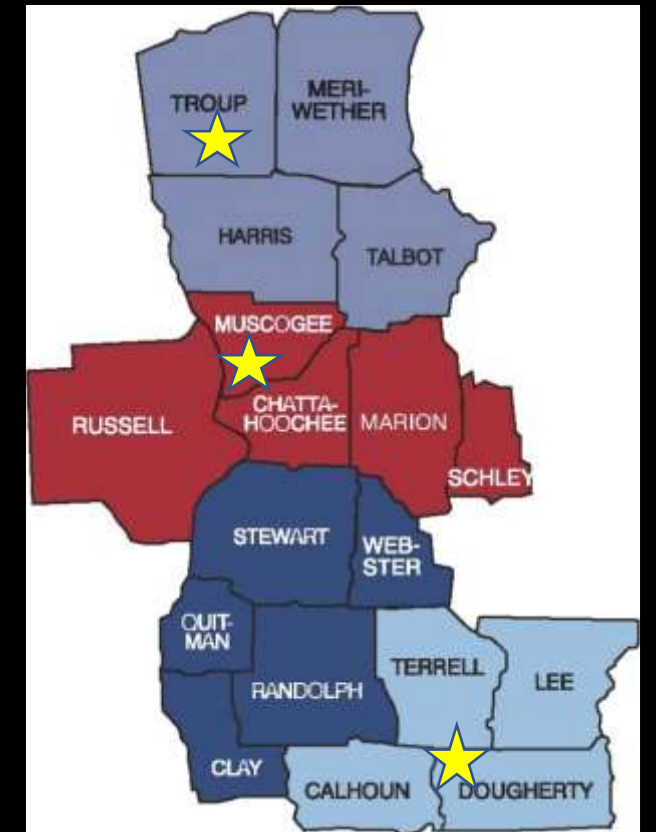 TROUP
MERI-
WETHER
HARRIS
TALBOT
MUSCOGEE
RUSSELL
CHATTA-
HOOCHEE
MARION
SCHLEY
STEWART
WEB-
STER
QUIT-
MAN
RANDOLPH
TERRELL
LEE
CLAY
CALHOUN
DOUGHERTY